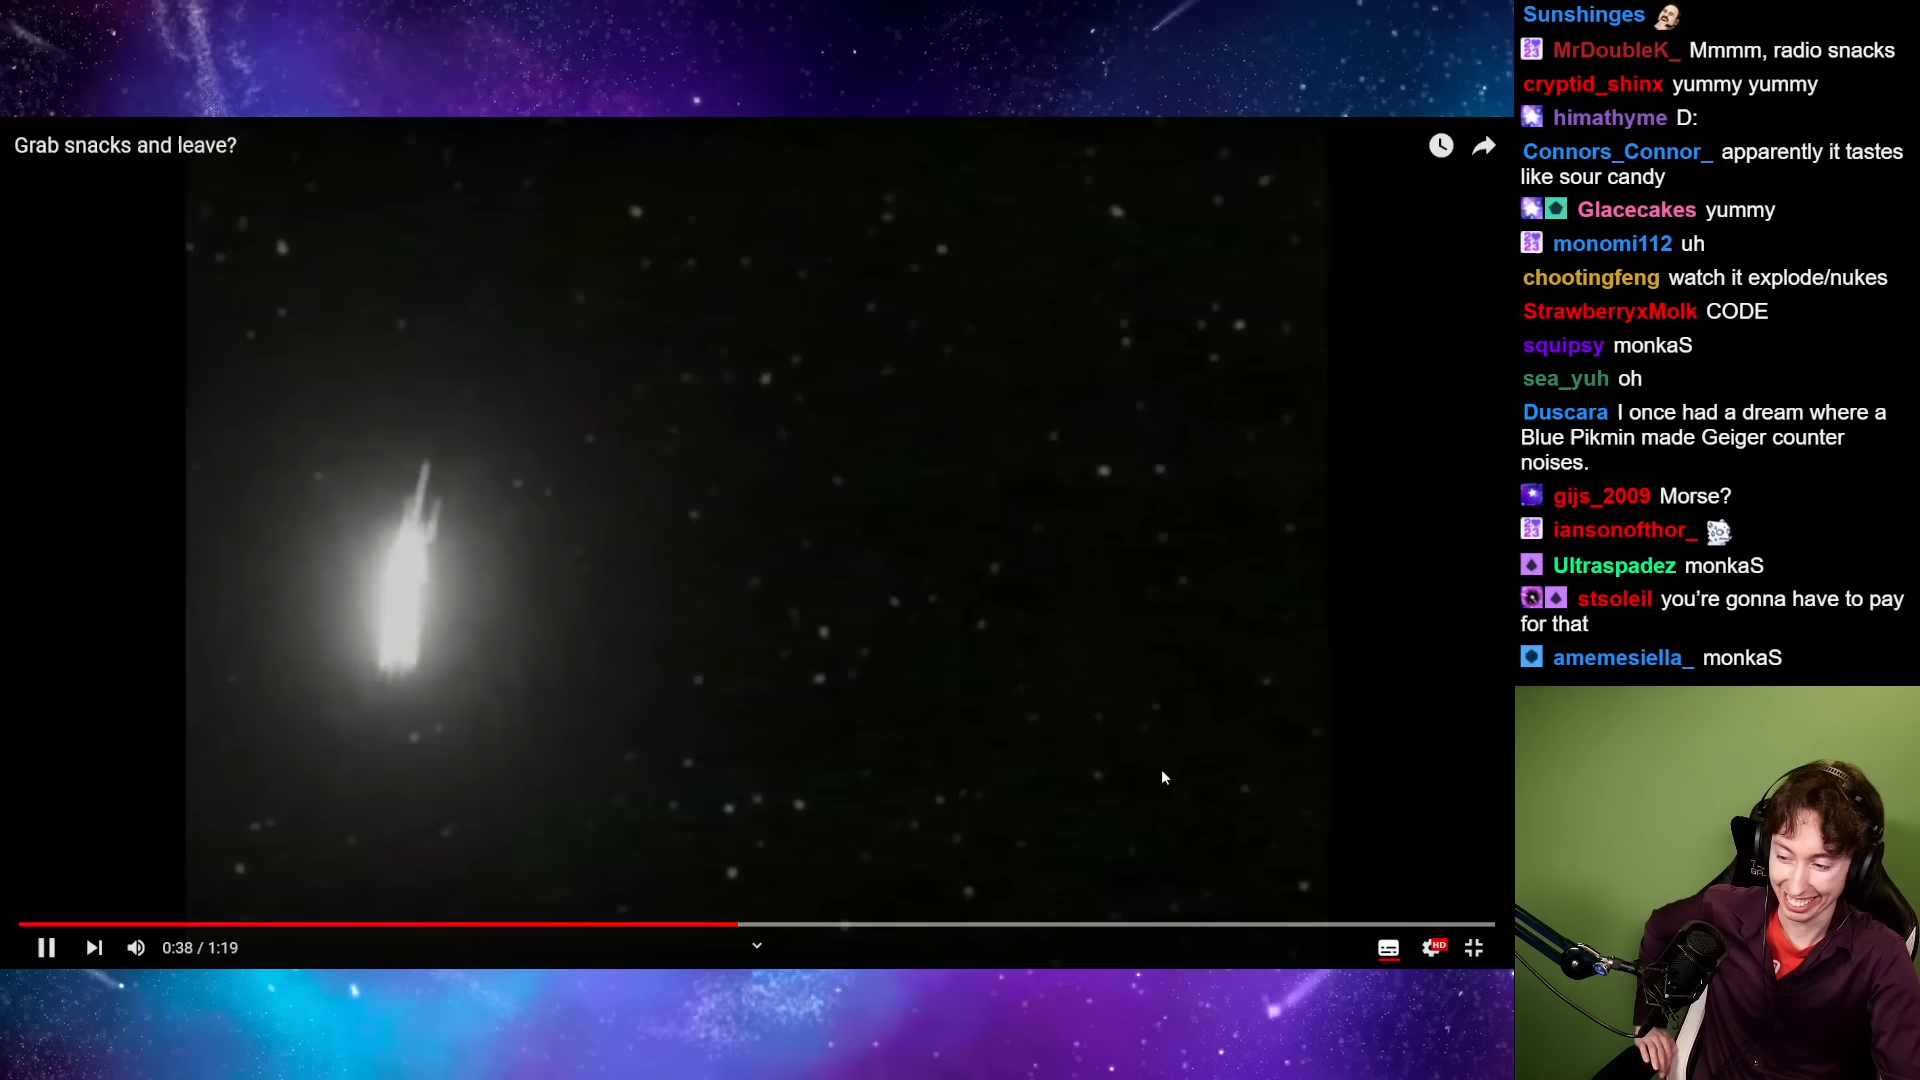 Grab snacks and leave?
0:38 / 1:19
HD
Sunshinges
MrDoubleK_ Mmmm, radio snacks
cryptid_shinx yummy yummy
himathyme D:
Connors_Connor_ apparently it tastes
like sour candy
Glacecakes yummy
monomi112 uh
chootingfeng watch it explode/nukes
StrawberryxMolk CODE
squipsy monkaS
sea_yuh oh
Duscara I once had a dream where a
Blue Pikmin made Geiger counter
noises.
gijs_2009 Morse?
iansonofthor_
Ultraspadez monkaS
stsoleil you’re gonna have to pay
for that
amemesiella_ monkaS